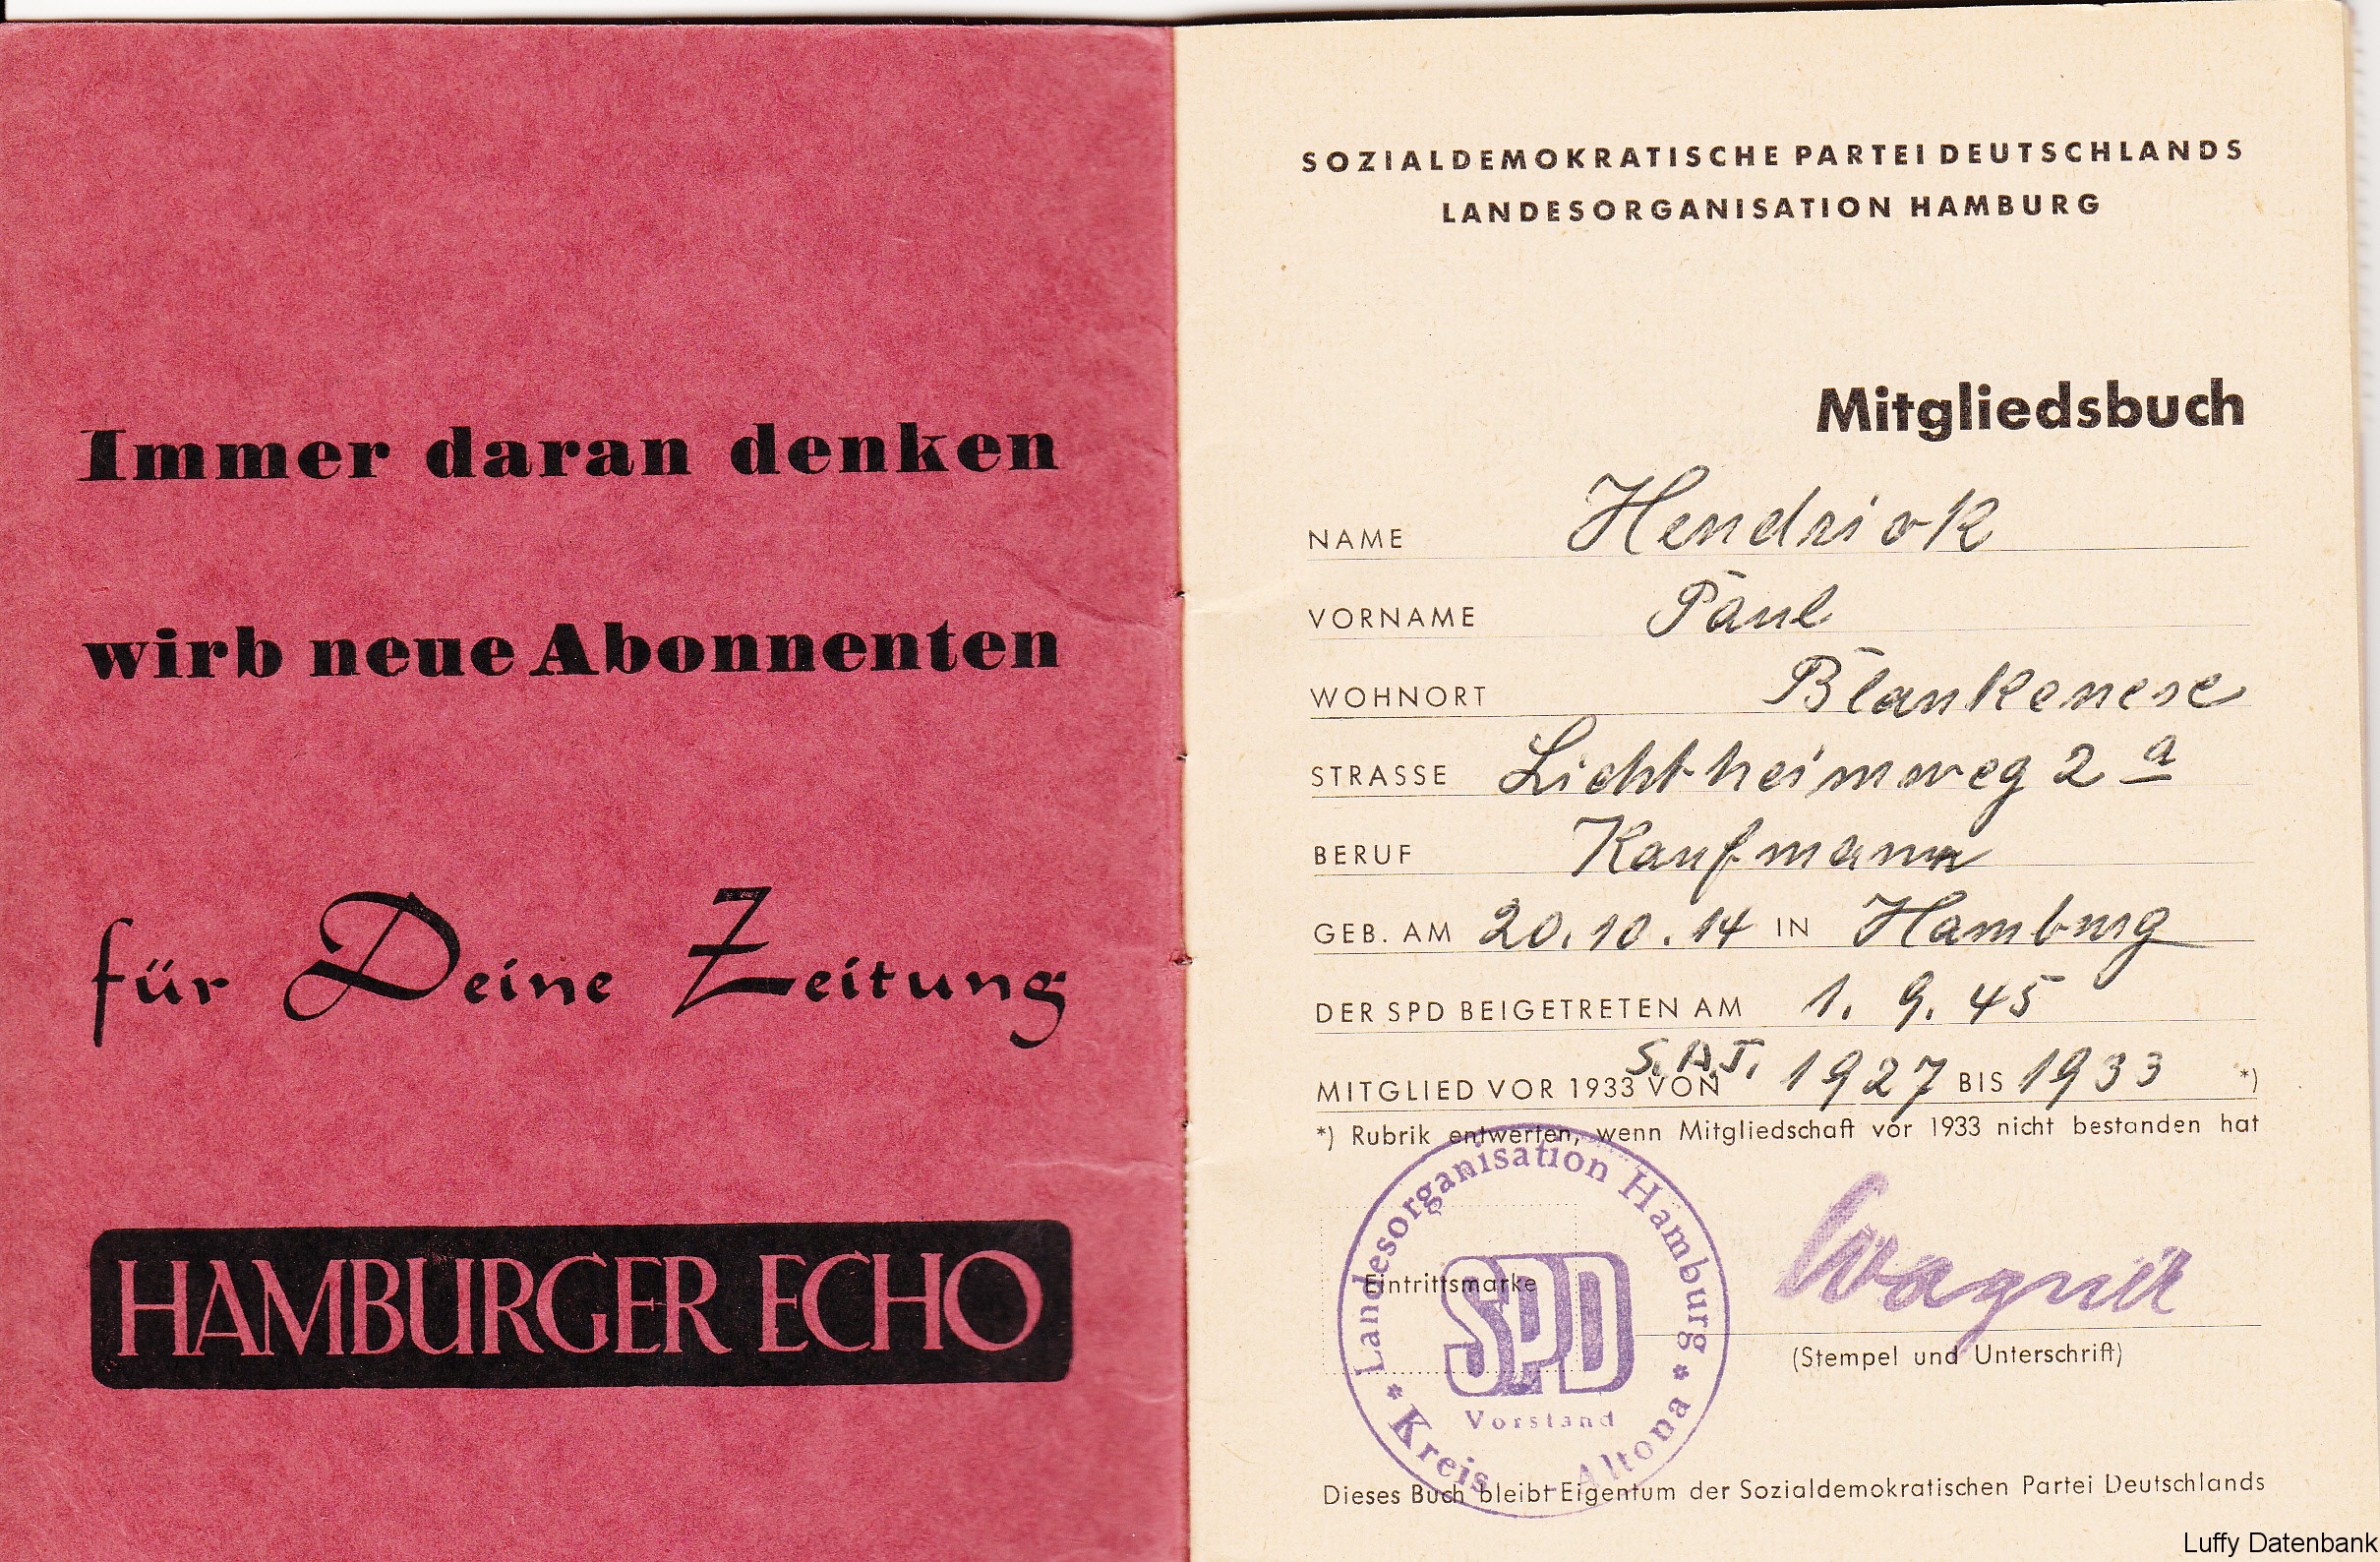 Immer daran denken
wirb neue Abonnenten
für Deine Zeitung
HAMBURGER ECHO
SOZIALDEMOKRATISCHE PARTEI DEUTSCHLANDS
LANDESORGANISATION HAMBURG
Mitgliedsbuch
NAME Hendriok
VORNAME Paul
WOHNORT Blankenese
STRASSE Lichtheimweg 2 a
BERUF Kaufmann
GEB. AM 20.10.14 IN Hamburg
DER SPD BEIGETRETEN AM 1. 9. 45
S.A.J.
MITGLIED VOR 1933 VON 1927 BIS 1933 *)
*) Rubrik entwerten, wenn Mitgliedschaft vor 1933 nicht bestanden hat
Landesorganisation Hamburg
Eintrittsmarke
SPD
Vorstand
* Kreis Altona *
Wagner
(Stempel und Unterschrift)
Dieses Buch bleibt Eigentum der Sozialdemokratischen Partei Deutschlands
Luffy Datenbank